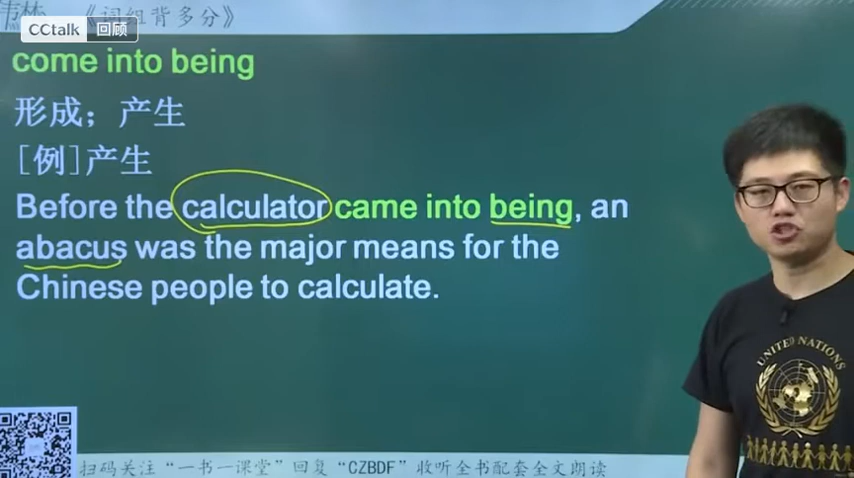 CCtalk 回顾 《词组背多分》
come into being
形成；产生
[例]产生
Before the calculator came into being, an
abacus was the major means for the
Chinese people to calculate.
UNITED NATIONS
扫码关注“一书一课堂”回复“CZBDF”收听全书配套全文朗读